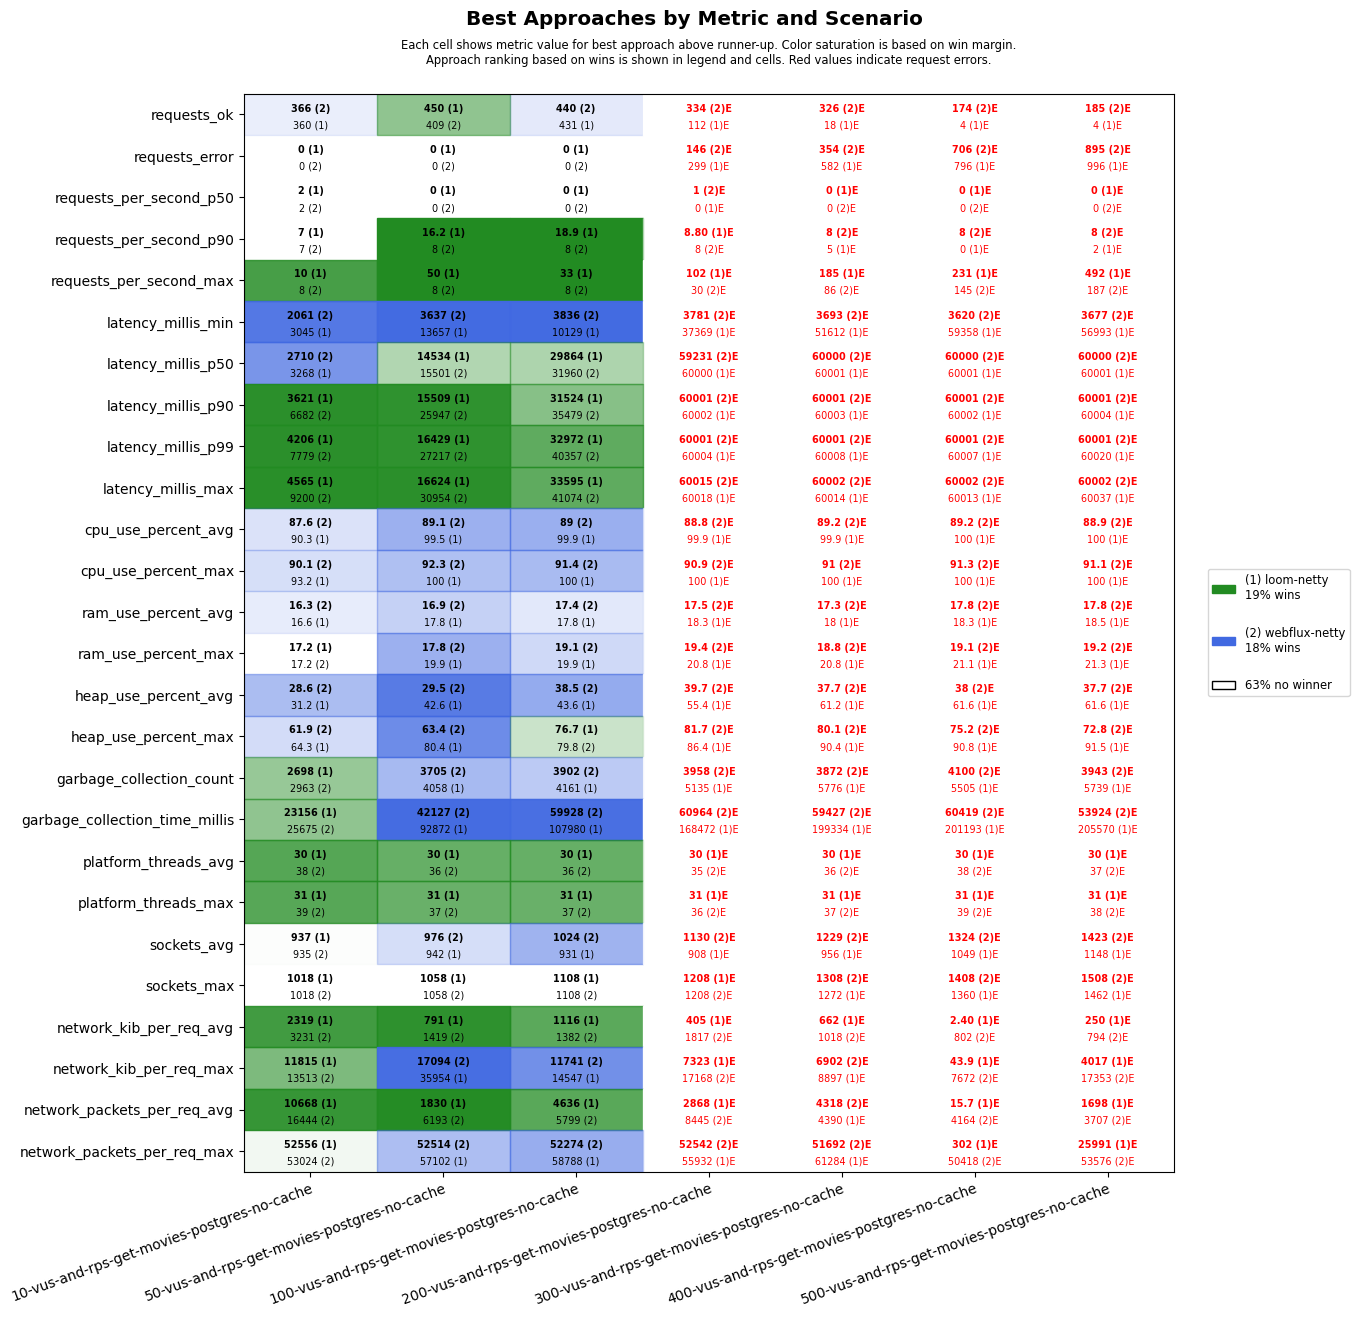 Best Approaches by Metric and Scenario
Each cell shows metric value for best approach above runner-up. Color saturation is based on win margin.
Approach ranking based on wins is shown in legend and cells. Red values indicate request errors.
requests_ok
366 (2) 450 (1) 440 (2) 334 (2)E 326 (2)E 174 (2)E 185 (2)E
360 (1) 409 (2) 431 (1) 112 (1)E 18 (1)E 4 (1)E 4 (1)E
requests_error
0 (1) 0 (1) 0 (1) 146 (2)E 354 (2)E 706 (2)E 895 (2)E
0 (2) 0 (2) 0 (2) 299 (1)E 582 (1)E 796 (1)E 996 (1)E
requests_per_second_p50
2 (1) 0 (1) 0 (1) 1 (2)E 0 (1)E 0 (1)E 0 (1)E
2 (2) 0 (2) 0 (2) 0 (1)E 0 (2)E 0 (2)E 0 (2)E
requests_per_second_p90
7 (1) 16.2 (1) 18.9 (1) 8.80 (1)E 8 (2)E 8 (2)E 8 (2)E
7 (2) 8 (2) 8 (2) 8 (2)E 5 (1)E 0 (1)E 2 (1)E
requests_per_second_max
10 (1) 50 (1) 33 (1) 102 (1)E 185 (1)E 231 (1)E 492 (1)E
8 (2) 8 (2) 8 (2) 30 (2)E 86 (2)E 145 (2)E 187 (2)E
latency_millis_min
2061 (2) 3637 (2) 3836 (2) 3781 (2)E 3693 (2)E 3620 (2)E 3677 (2)E
3045 (1) 13657 (1) 10129 (1) 37369 (1)E 51612 (1)E 59358 (1)E 56993 (1)E
latency_millis_p50
2710 (2) 14534 (1) 29864 (1) 59231 (2)E 60000 (2)E 60000 (2)E 60000 (2)E
3268 (1) 15501 (2) 31960 (2) 60000 (1)E 60001 (1)E 60001 (1)E 60001 (1)E
latency_millis_p90
3621 (1) 15509 (1) 31524 (1) 60001 (2)E 60001 (2)E 60001 (2)E 60001 (2)E
6682 (2) 25947 (2) 35479 (2) 60002 (1)E 60003 (1)E 60002 (1)E 60004 (1)E
latency_millis_p99
4206 (1) 16429 (1) 32972 (1) 60001 (2)E 60001 (2)E 60001 (2)E 60001 (2)E
7779 (2) 27217 (2) 40357 (2) 60004 (1)E 60008 (1)E 60007 (1)E 60020 (1)E
latency_millis_max
4565 (1) 16624 (1) 33595 (1) 60015 (2)E 60002 (2)E 60002 (2)E 60002 (2)E
9200 (2) 30954 (2) 41074 (2) 60018 (1)E 60014 (1)E 60013 (1)E 60037 (1)E
cpu_use_percent_avg
87.6 (2) 89.1 (2) 89 (2) 88.8 (2)E 89.2 (2)E 89.2 (2)E 88.9 (2)E
90.3 (1) 99.5 (1) 99.9 (1) 99.9 (1)E 99.9 (1)E 100 (1)E 100 (1)E
cpu_use_percent_max
90.1 (2) 92.3 (2) 91.4 (2) 90.9 (2)E 91 (2)E 91.3 (2)E 91.1 (2)E
93.2 (1) 100 (1) 100 (1) 100 (1)E 100 (1)E 100 (1)E 100 (1)E
ram_use_percent_avg
16.3 (2) 16.9 (2) 17.4 (2) 17.5 (2)E 17.3 (2)E 17.8 (2)E 17.8 (2)E
16.6 (1) 17.8 (1) 17.8 (1) 18.3 (1)E 18 (1)E 18.3 (1)E 18.5 (1)E
ram_use_percent_max
17.2 (1) 17.8 (2) 19.1 (2) 19.4 (2)E 18.8 (2)E 19.1 (2)E 19.2 (2)E
17.2 (2) 19.9 (1) 19.9 (1) 20.8 (1)E 20.8 (1)E 21.1 (1)E 21.3 (1)E
heap_use_percent_avg
28.6 (2) 29.5 (2) 38.5 (2) 39.7 (2)E 37.7 (2)E 38 (2)E 37.7 (2)E
31.2 (1) 42.6 (1) 43.6 (1) 55.4 (1)E 61.2 (1)E 61.6 (1)E 61.6 (1)E
heap_use_percent_max
61.9 (2) 63.4 (2) 76.7 (1) 81.7 (2)E 80.1 (2)E 75.2 (2)E 72.8 (2)E
64.3 (1) 80.4 (1) 79.8 (2) 86.4 (1)E 90.4 (1)E 90.8 (1)E 91.5 (1)E
garbage_collection_count
2698 (1) 3705 (2) 3902 (2) 3958 (2)E 3872 (2)E 4100 (2)E 3943 (2)E
2963 (2) 4058 (1) 4161 (1) 5135 (1)E 5776 (1)E 5505 (1)E 5739 (1)E
garbage_collection_time_millis
23156 (1) 42127 (2) 59928 (2) 60964 (2)E 59427 (2)E 60419 (2)E 53924 (2)E
25675 (2) 92872 (1) 107980 (1) 168472 (1)E 199334 (1)E 201193 (1)E 205570 (1)E
platform_threads_avg
30 (1) 30 (1) 30 (1) 30 (1)E 30 (1)E 30 (1)E 30 (1)E
38 (2) 36 (2) 36 (2) 35 (2)E 36 (2)E 38 (2)E 37 (2)E
platform_threads_max
31 (1) 31 (1) 31 (1) 31 (1)E 31 (1)E 31 (1)E 31 (1)E
39 (2) 37 (2) 37 (2) 36 (2)E 37 (2)E 39 (2)E 38 (2)E
sockets_avg
937 (1) 976 (2) 1024 (2) 1130 (2)E 1229 (2)E 1324 (2)E 1423 (2)E
935 (2) 942 (1) 931 (1) 908 (1)E 956 (1)E 1049 (1)E 1148 (1)E
sockets_max
1018 (1) 1058 (1) 1108 (1) 1208 (1)E 1308 (2)E 1408 (2)E 1508 (2)E
1018 (2) 1058 (2) 1108 (2) 1208 (2)E 1272 (1)E 1360 (1)E 1462 (1)E
network_kib_per_req_avg
2319 (1) 791 (1) 1116 (1) 405 (1)E 662 (1)E 2.40 (1)E 250 (1)E
3231 (2) 1419 (2) 1382 (2) 1817 (2)E 1018 (2)E 802 (2)E 794 (2)E
network_kib_per_req_max
11815 (1) 17094 (2) 11741 (2) 7323 (1)E 6902 (2)E 43.9 (1)E 4017 (1)E
13513 (2) 35954 (1) 14547 (1) 17168 (2)E 8897 (1)E 7672 (2)E 17353 (2)E
network_packets_per_req_avg
10668 (1) 1830 (1) 4636 (1) 2868 (1)E 4318 (2)E 15.7 (1)E 1698 (1)E
16444 (2) 6193 (2) 5799 (2) 8445 (2)E 4390 (1)E 4164 (2)E 3707 (2)E
network_packets_per_req_max
52556 (1) 52514 (2) 52274 (2) 52542 (2)E 51692 (2)E 302 (1)E 25991 (1)E
53024 (2) 57102 (1) 58788 (1) 55932 (1)E 61284 (1)E 50418 (2)E 53576 (2)E
10-vus-and-rps-get-movies-postgres-no-cache
50-vus-and-rps-get-movies-postgres-no-cache
100-vus-and-rps-get-movies-postgres-no-cache
200-vus-and-rps-get-movies-postgres-no-cache
300-vus-and-rps-get-movies-postgres-no-cache
400-vus-and-rps-get-movies-postgres-no-cache
500-vus-and-rps-get-movies-postgres-no-cache
(1) loom-netty
19% wins
(2) webflux-netty
18% wins
63% no winner